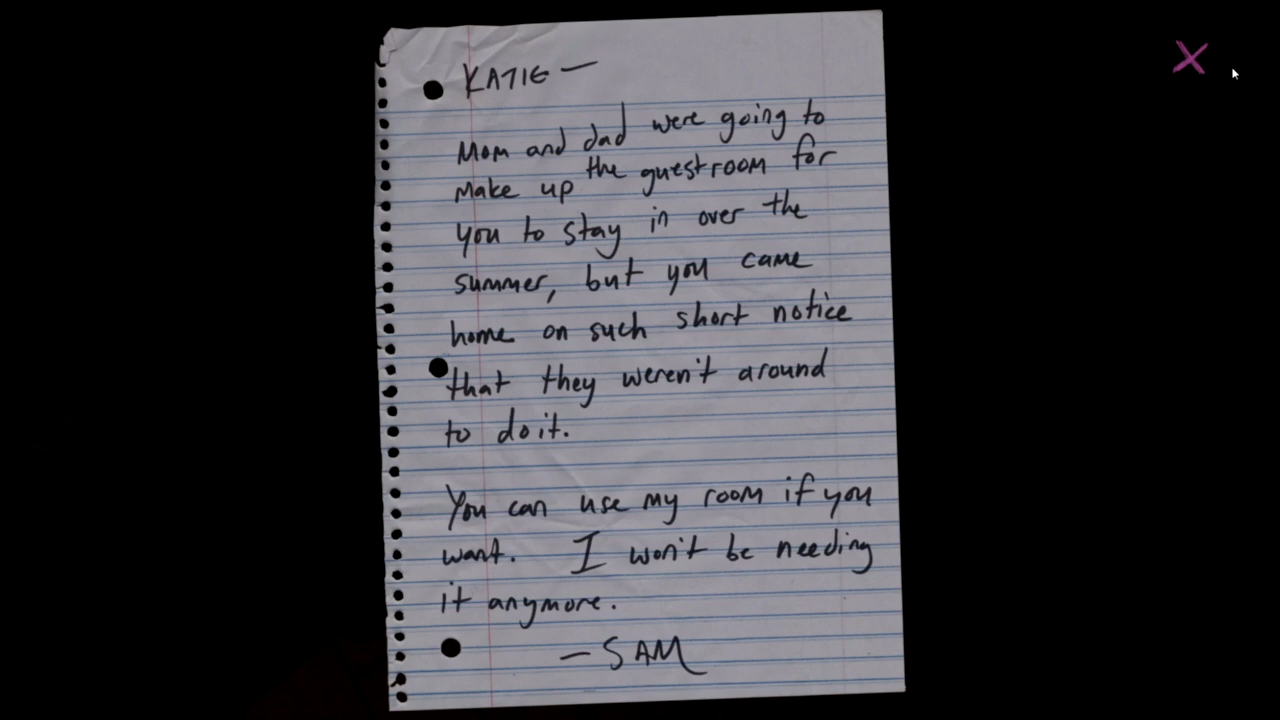 KATIE —
Mom and dad were going to
make up the guestroom for
you to stay in over the
summer, but you came
home on such short notice
that they weren't around
to do it.
You can use my room if you
want. I won't be needing
it anymore.
— SAM